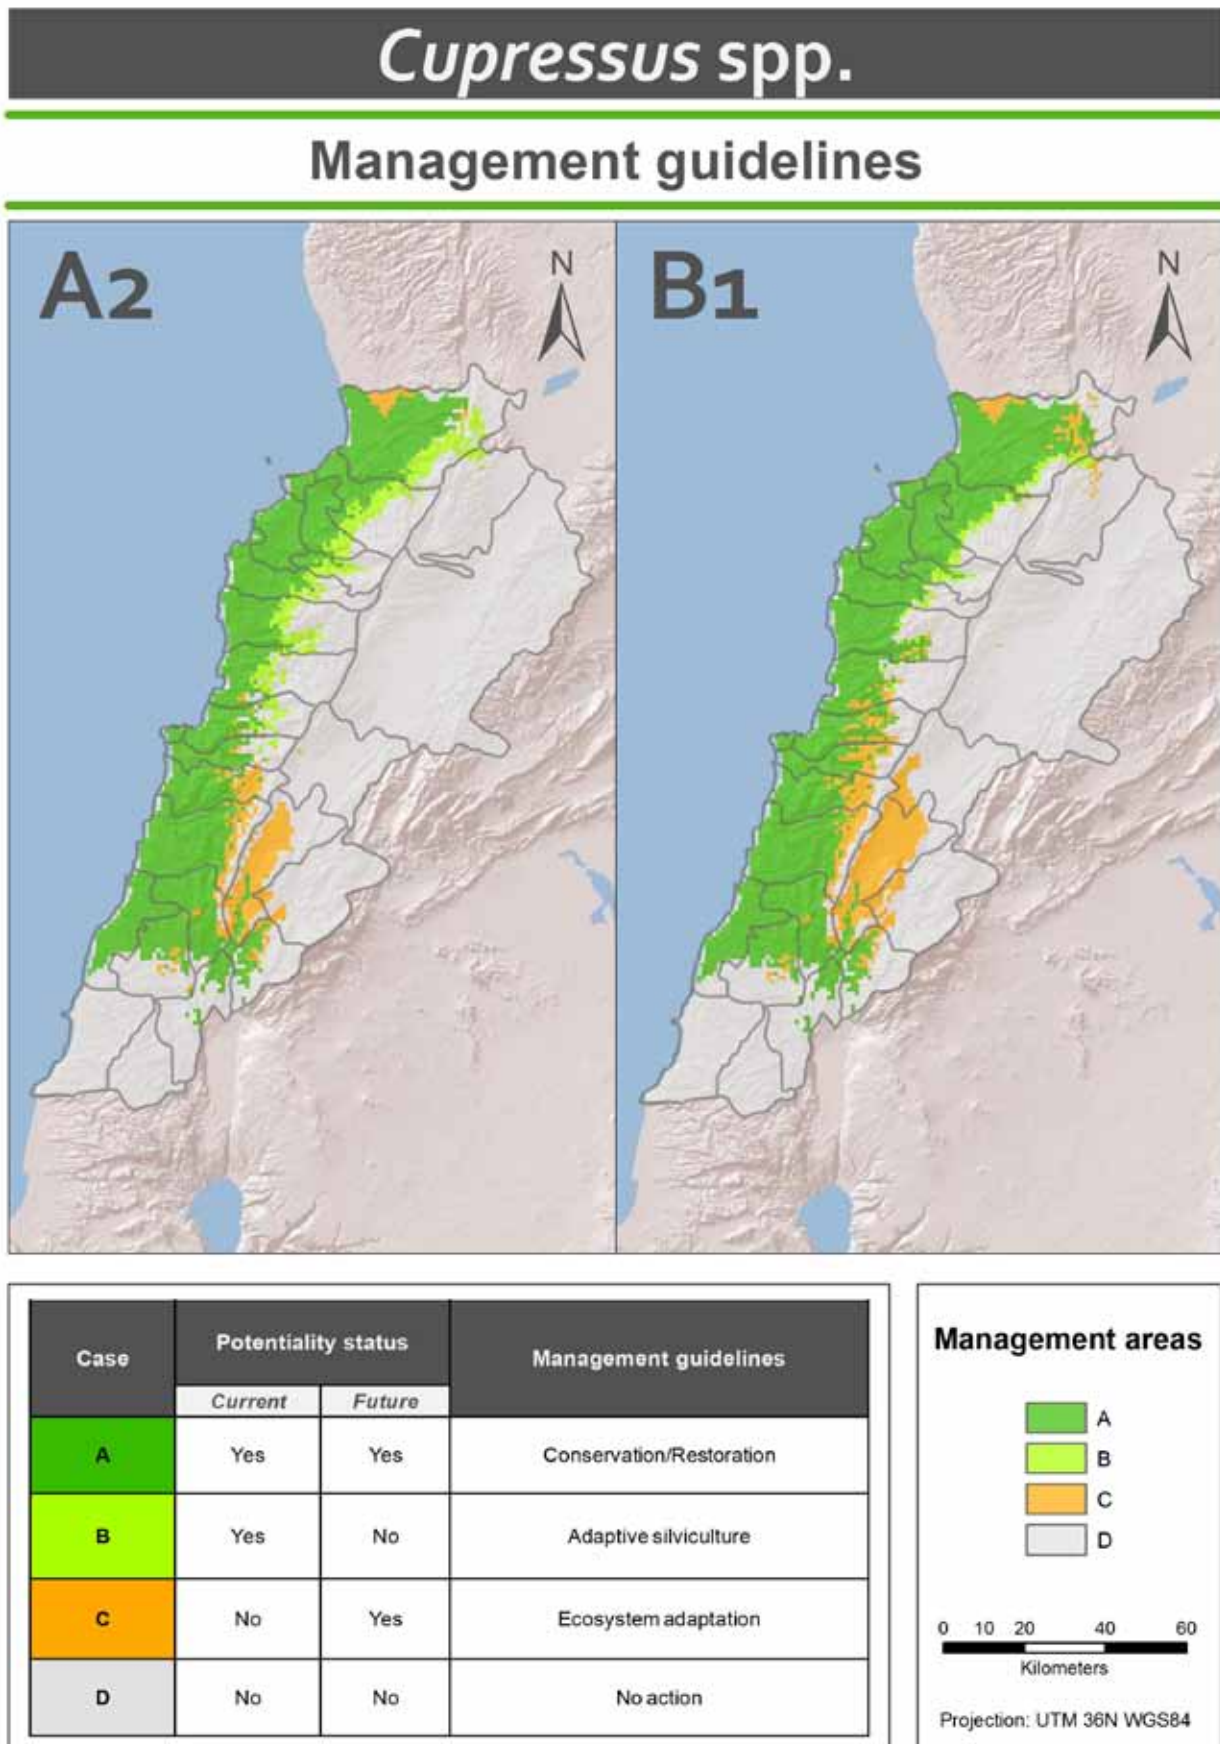 Cupressus spp.
Management guidelines
A2
N
B1
N
Case
Potentiality status
Management guidelines
Current
Future
A
Yes
Yes
Conservation/Restoration
B
Yes
No
Adaptive silviculture
C
No
Yes
Ecosystem adaptation
D
No
No
No action
Management areas
A
B
C
D
0 10 20 40 60
Kilometers
Projection: UTM 36N WGS84